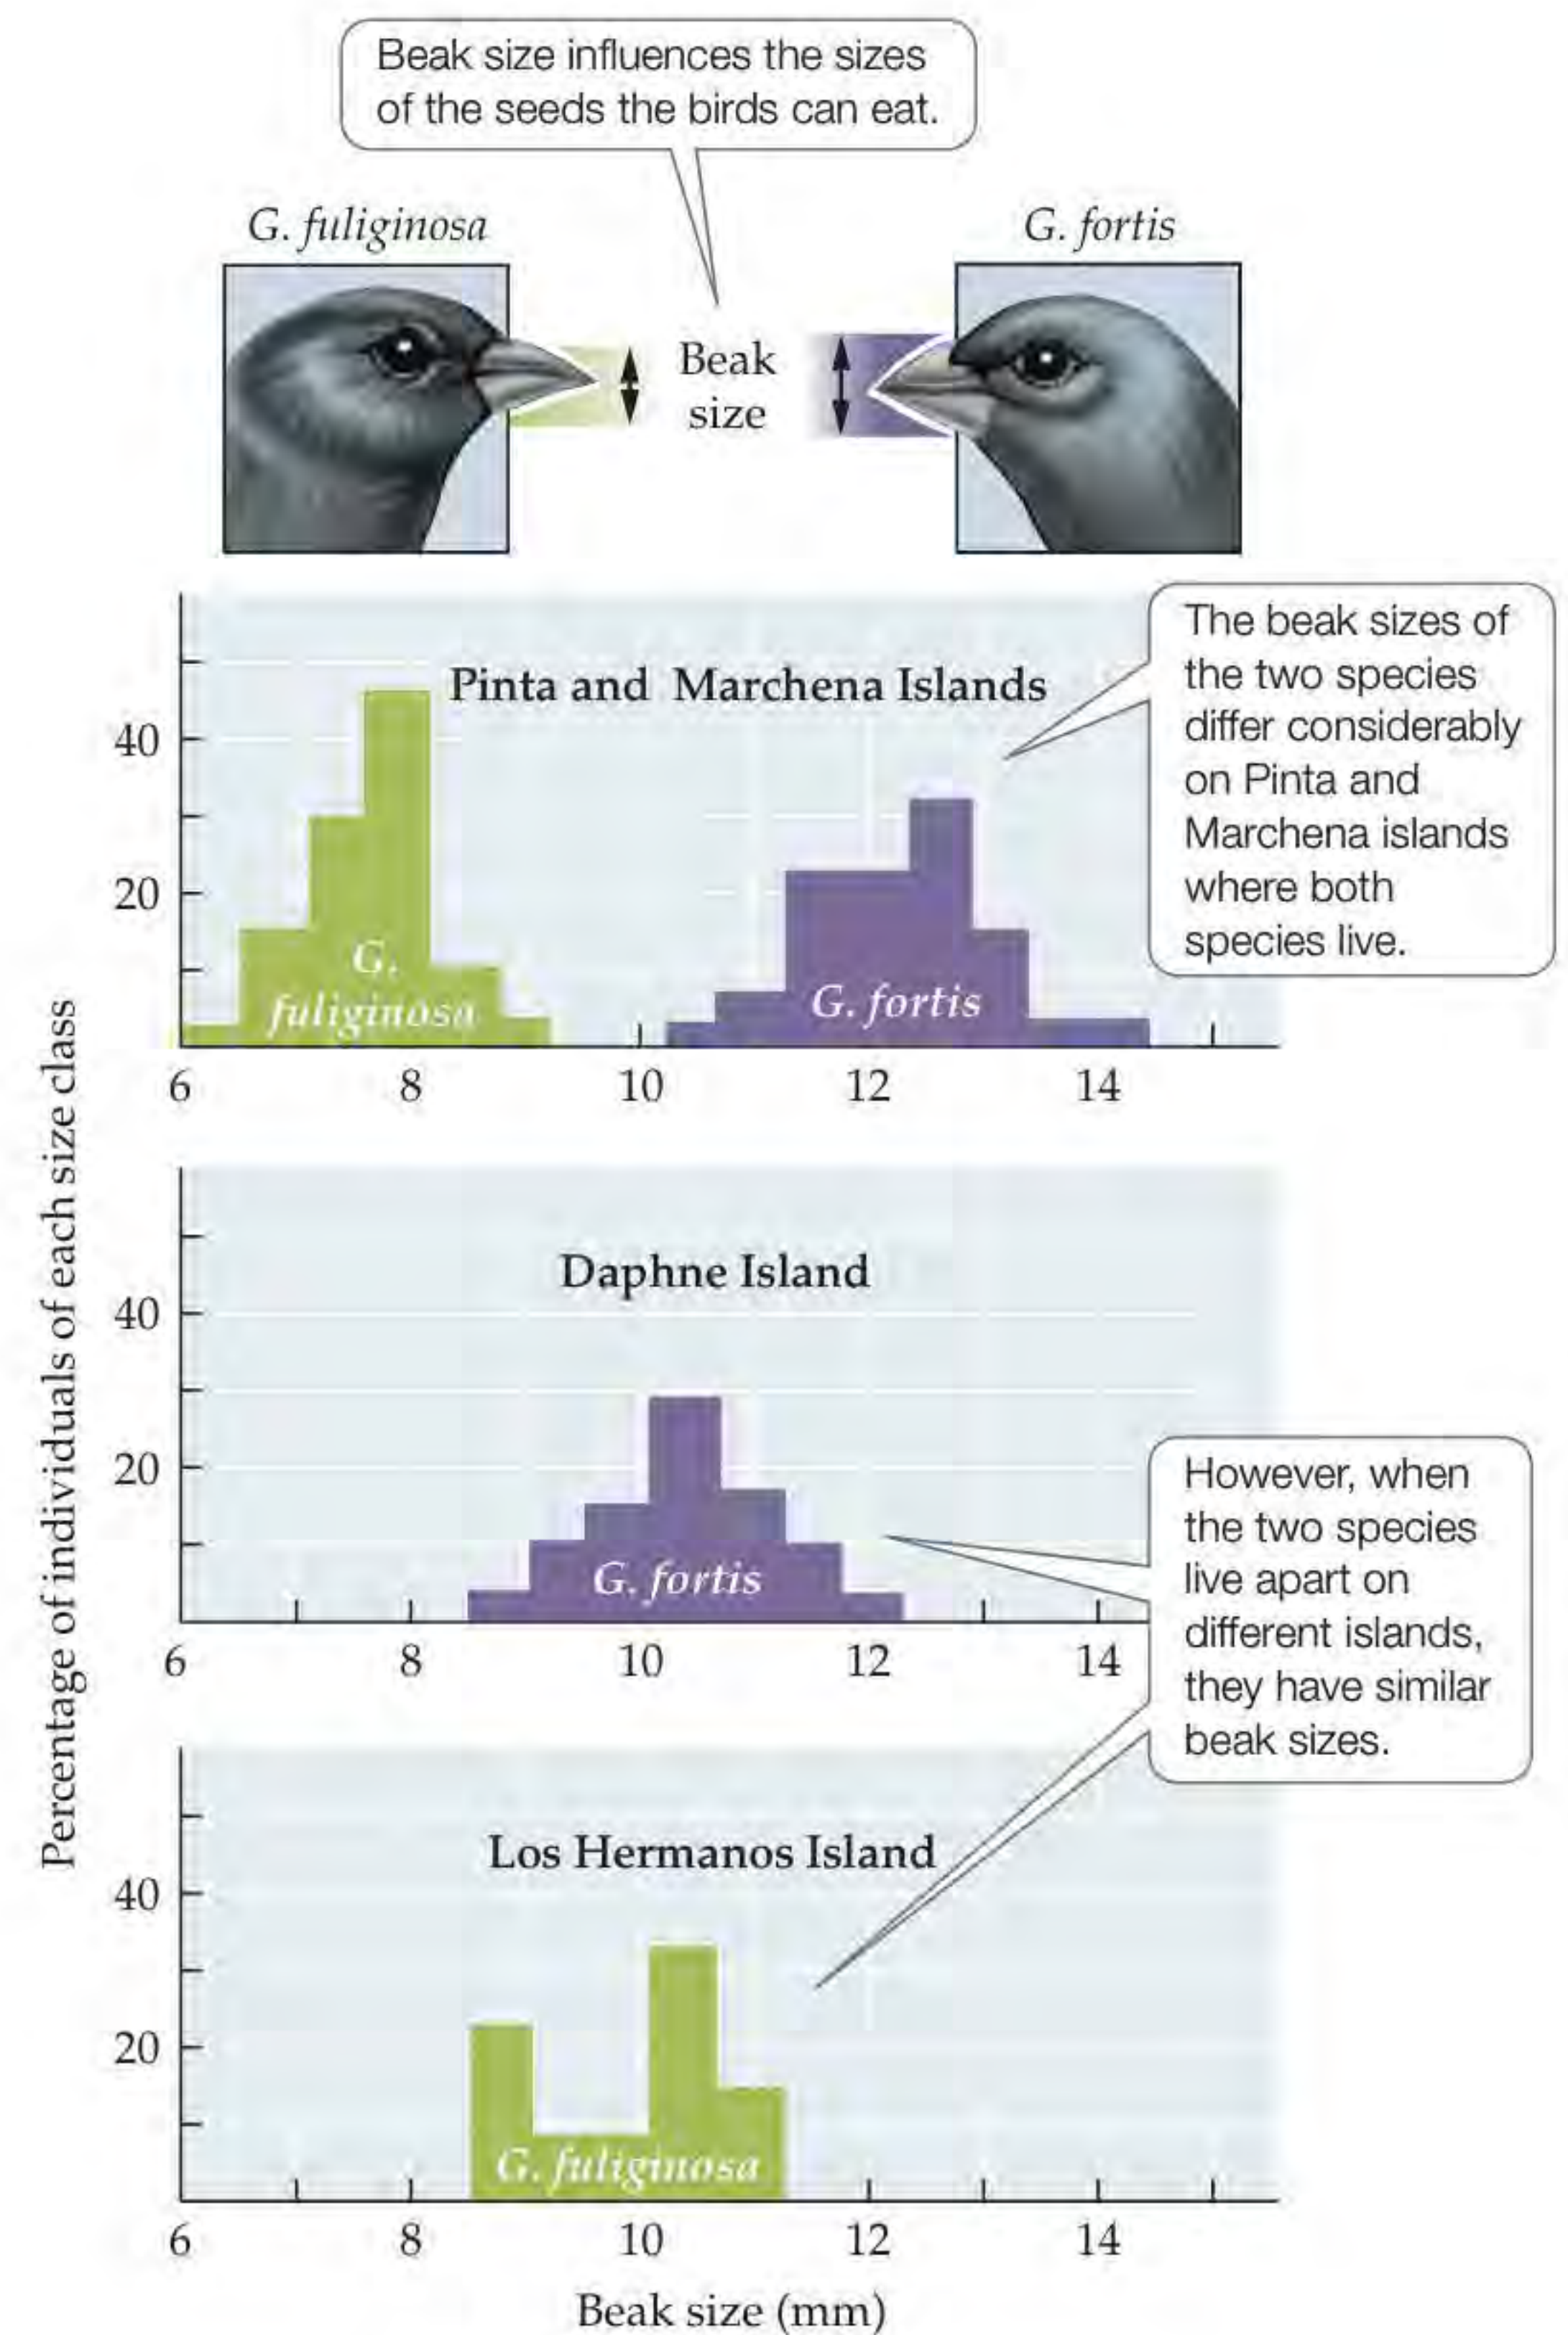 Beak size influences the sizes
of the seeds the birds can eat.
G. fuliginosa
G. fortis
Beak
size
Pinta and Marchena Islands
The beak sizes of
the two species
differ considerably
on Pinta and
Marchena islands
where both
species live.
40
20
G.
fuliginosa
G. fortis
6 8 10 12 14
Percentage of individuals of each size class
Daphne Island
40
20
G. fortis
6 8 10 12 14
However, when
the two species
live apart on
different islands,
they have similar
beak sizes.
Los Hermanos Island
40
20
G. fuliginosa
6 8 10 12 14
Beak size (mm)